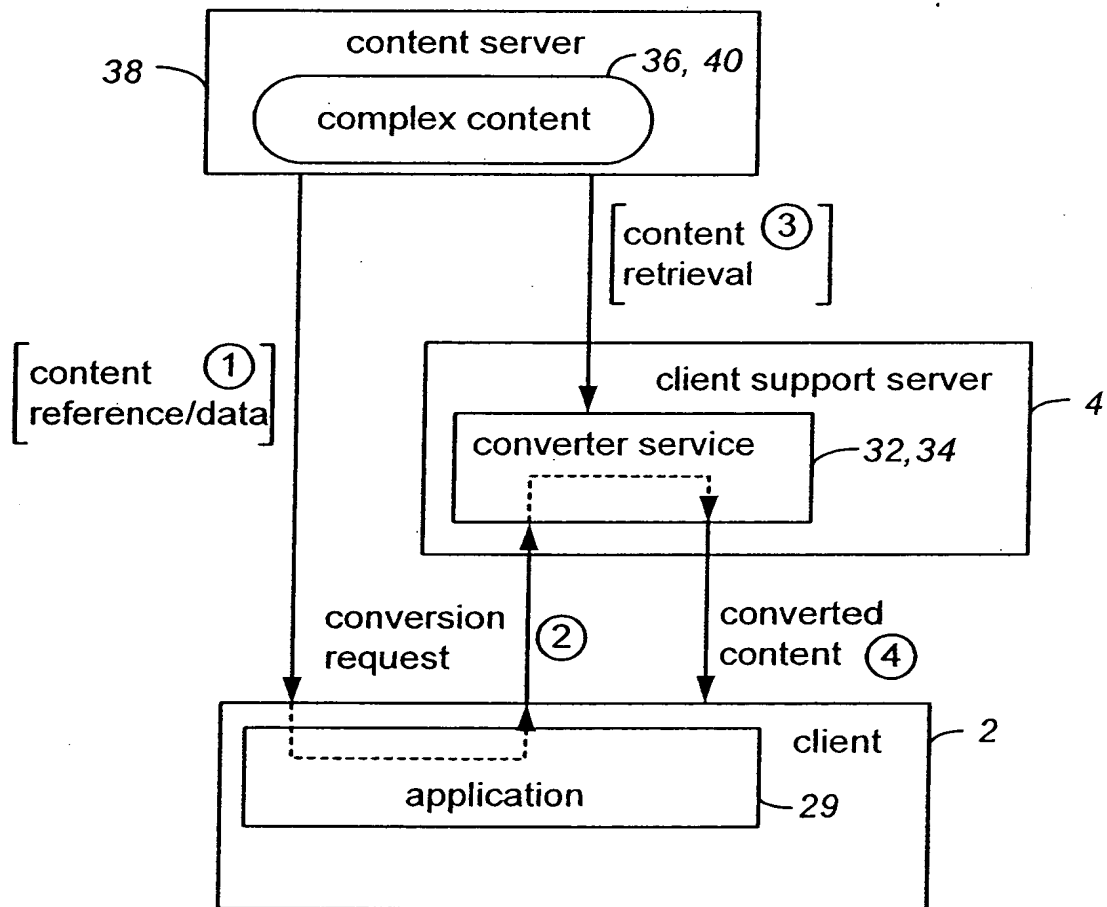 content server
38
36, 40
complex content
content ③
retrieval
content ①
reference/data
client support server
4
converter service
32,34
conversion
request
②
converted
content ④
client
2
application
29